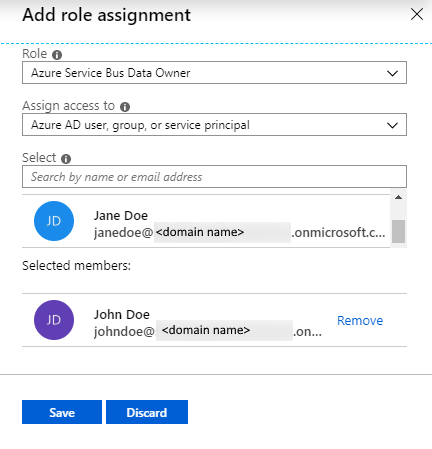 Add role assignment
Role
Azure Service Bus Data Owner
Assign access to
Azure AD user, group, or service principal
Select
Search by name or email address
JD
Jane Doe
janedoe@ <domain name> .onmicrosoft.c...
Selected members:
JD
John Doe
johndoe@ <domain name> .on...
Remove
Save
Discard